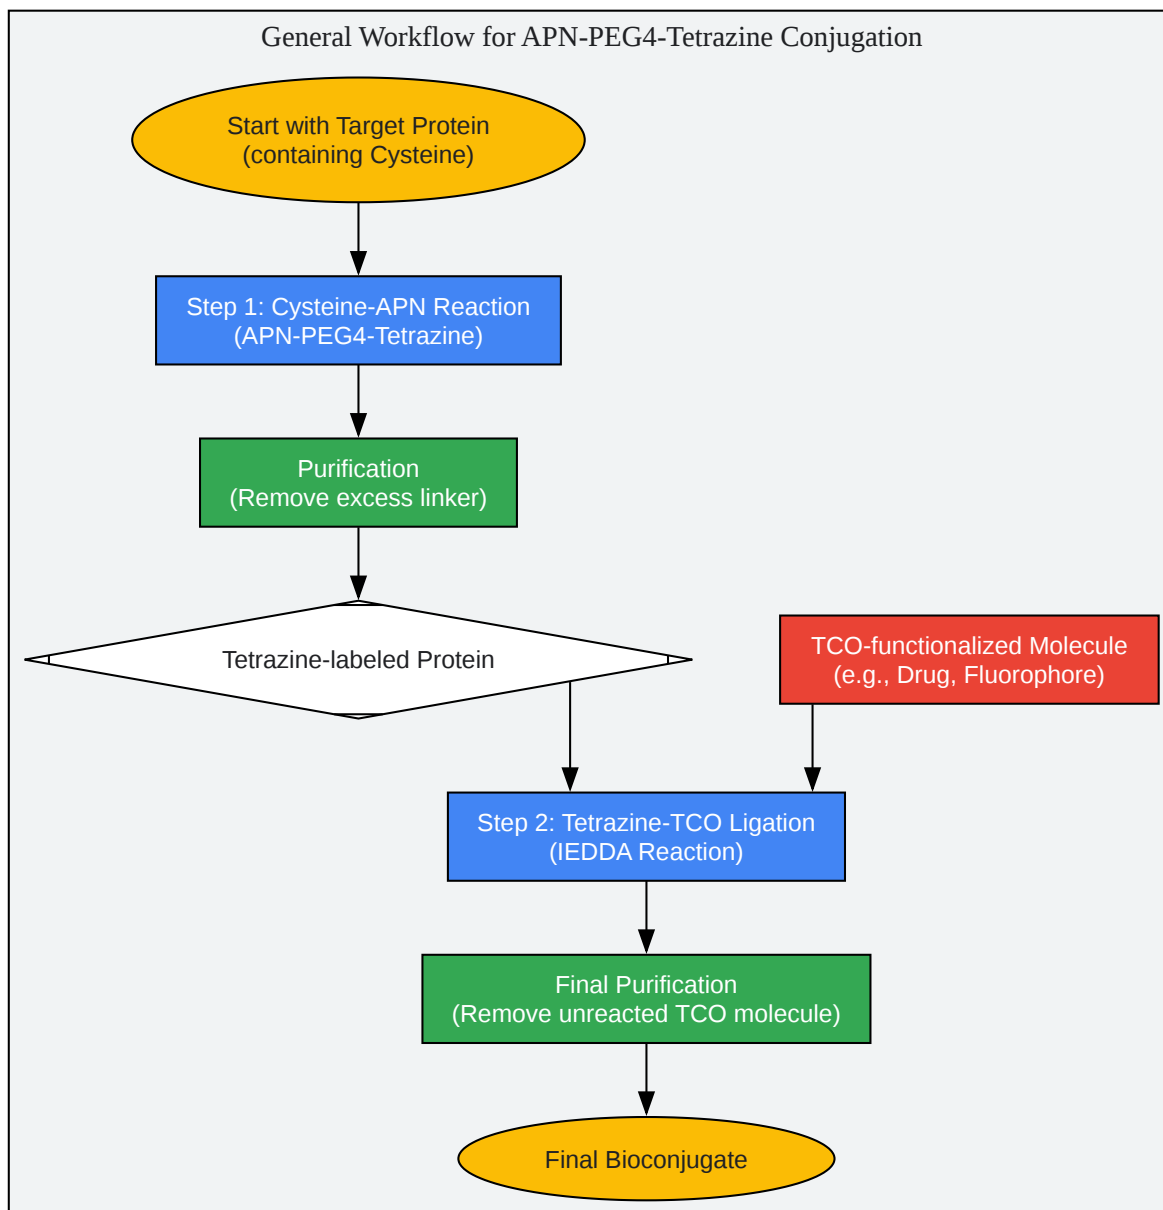 General Workflow for APN-PEG4-Tetrazine Conjugation
Start with Target Protein
(containing Cysteine)
Step 1: Cysteine-APN Reaction
(APN-PEG4-Tetrazine)
Purification
(Remove excess linker)
Tetrazine-labeled Protein
TCO-functionalized Molecule
(e.g., Drug, Fluorophore)
Step 2: Tetrazine-TCO Ligation
(IEDDA Reaction)
Final Purification
(Remove unreacted TCO molecule)
Final Bioconjugate